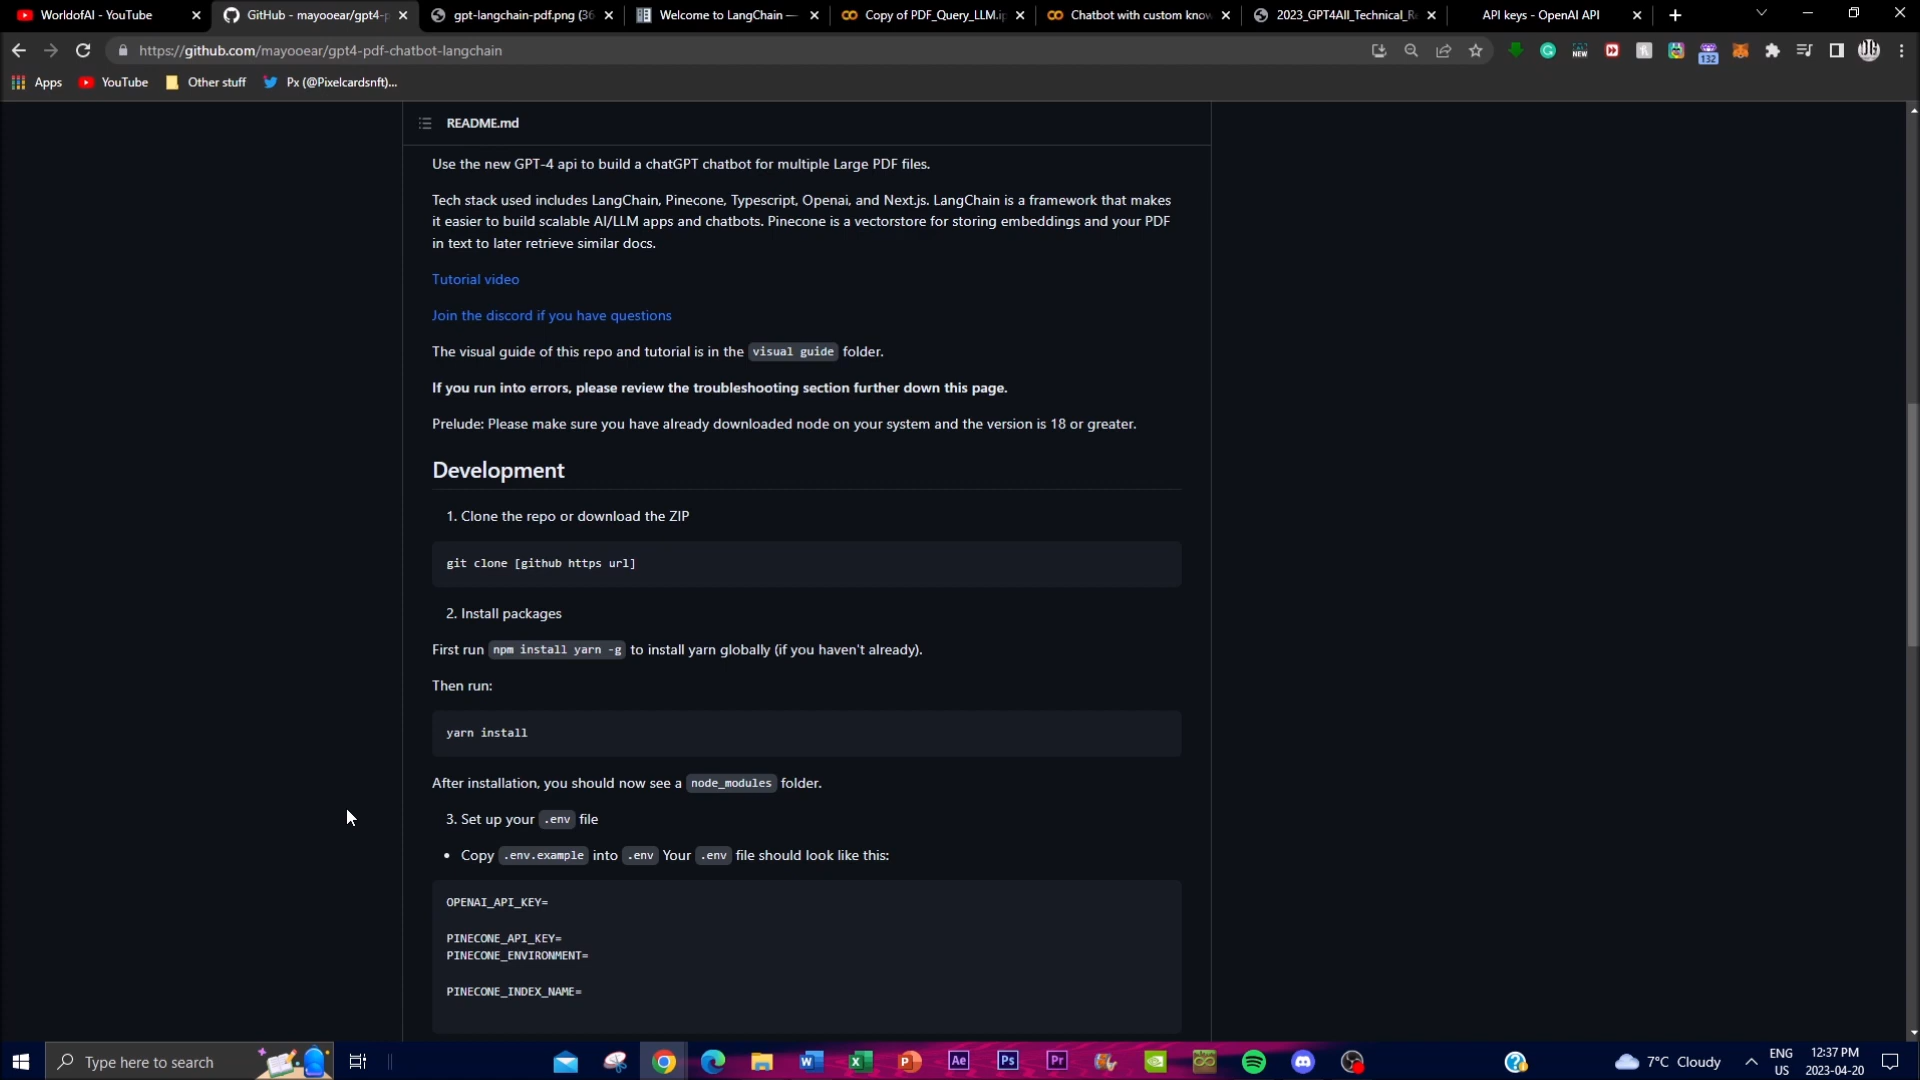 WorldofAI - YouTube
GitHub - mayooear/gpt4-
gpt-langchain-pdf.png (36
Welcome to LangChain —
Copy of PDF_Query_LLM.i
Chatbot with custom know
2023_GPT4All_Technical_R
API keys - OpenAI API
https://github.com/mayooear/gpt4-pdf-chatbot-langchain
NEW
132
Apps
YouTube
Other stuff
Px (@Pixelcardsnft)...
README.md
Use the new GPT-4 api to build a chatGPT chatbot for multiple Large PDF files.
Tech stack used includes LangChain, Pinecone, Typescript, Openai, and Next.js. LangChain is a framework that makes
it easier to build scalable AI/LLM apps and chatbots. Pinecone is a vectorstore for storing embeddings and your PDF
in text to later retrieve similar docs.
Tutorial video
Join the discord if you have questions
The visual guide of this repo and tutorial is in the visual guide folder.
If you run into errors, please review the troubleshooting section further down this page.
Prelude: Please make sure you have already downloaded node on your system and the version is 18 or greater.
Development
1. Clone the repo or download the ZIP
git clone [github https url]
2. Install packages
First run npm install yarn -g to install yarn globally (if you haven't already).
Then run:
yarn install
After installation, you should now see a node_modules folder.
3. Set up your .env file
• Copy .env.example into .env Your .env file should look like this:
OPENAI_API_KEY=
PINECONE_API_KEY=
PINECONE_ENVIRONMENT=
PINECONE_INDEX_NAME=
Type here to search
Ae
Ps
Pr
7°C Cloudy
ENG
US
12:37 PM
2023-04-20